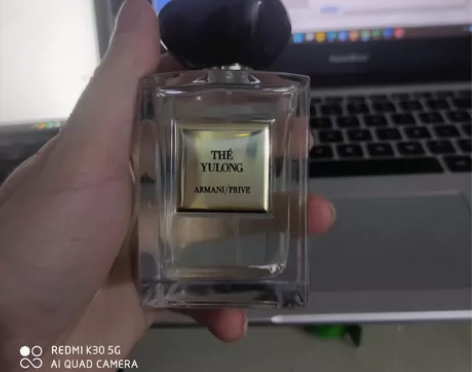 THÉ
YULONG
ARMANI/PRIVE
REDMI K30 5G
AI QUAD CAMERA